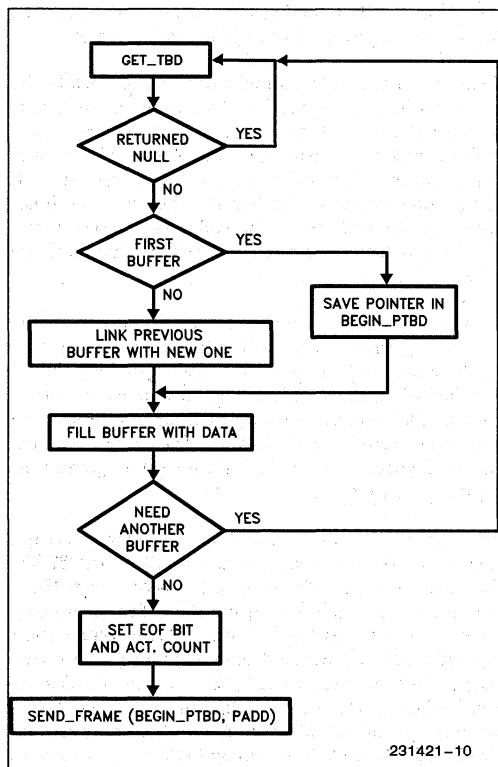 GET_TBD
RETURNED
NULL
YES
NO
FIRST
BUFFER
YES
NO
SAVE POINTER IN
BEGIN_PTBD
LINK PREVIOUS
BUFFER WITH NEW ONE
FILL BUFFER WITH DATA
NEED
ANOTHER
BUFFER
YES
NO
SET EOF BIT
AND ACT. COUNT
SEND_FRAME (BEGIN_PTBD, PADD)
231421-10